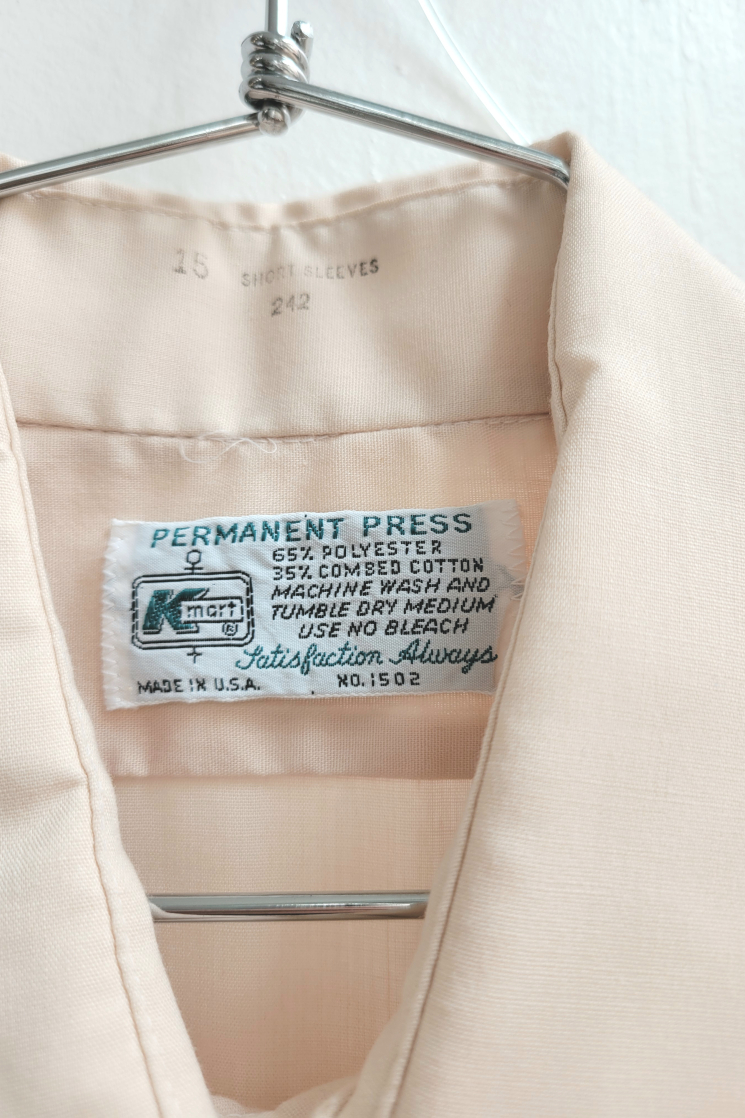 15 SHORT SLEEVES
242
PERMANENT PRESS
65% POLYESTER
35% COMBED COTTON
MACHINE WASH AND
TUMBLE DRY MEDIUM
USE NO BLEACH
Kmart ®
Satisfaction Always
MADE IN U.S.A. NO. 1502